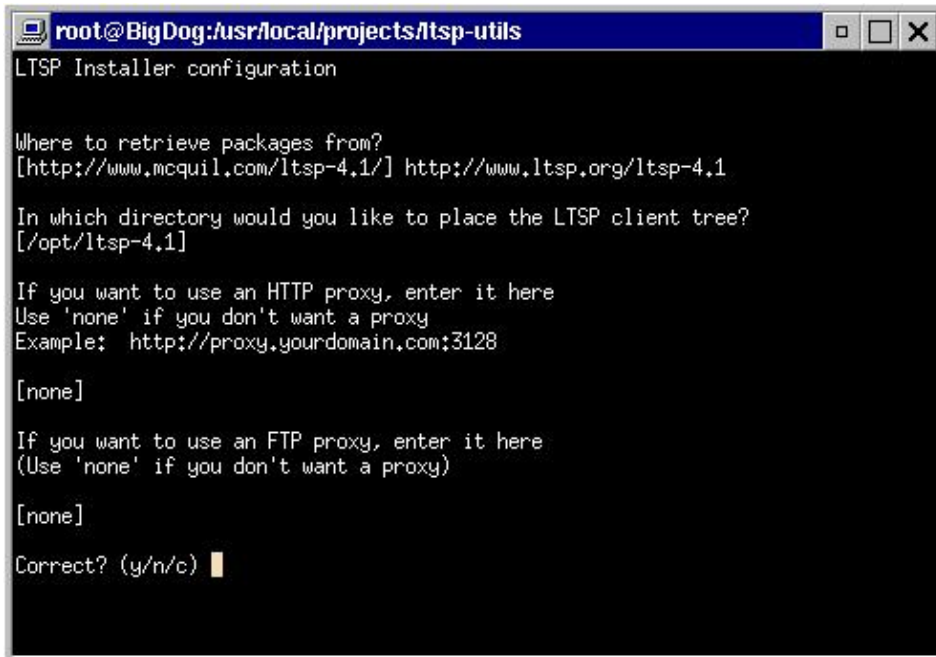 root@BigDog:/usr/local/projects/ltsp-utils
LTSP Installer configuration
Where to retrieve packages from?
[http://www.mcquil.com/ltsp-4.1/] http://www.ltsp.org/ltsp-4.1
In which directory would you like to place the LTSP client tree?
[/opt/ltsp-4.1]
If you want to use an HTTP proxy, enter it here
Use 'none' if you don't want a proxy
Example:  http://proxy.yourdomain.com:3128
[none]
If you want to use an FTP proxy, enter it here
(Use 'none' if you don't want a proxy)
[none]
Correct? (y/n/c)